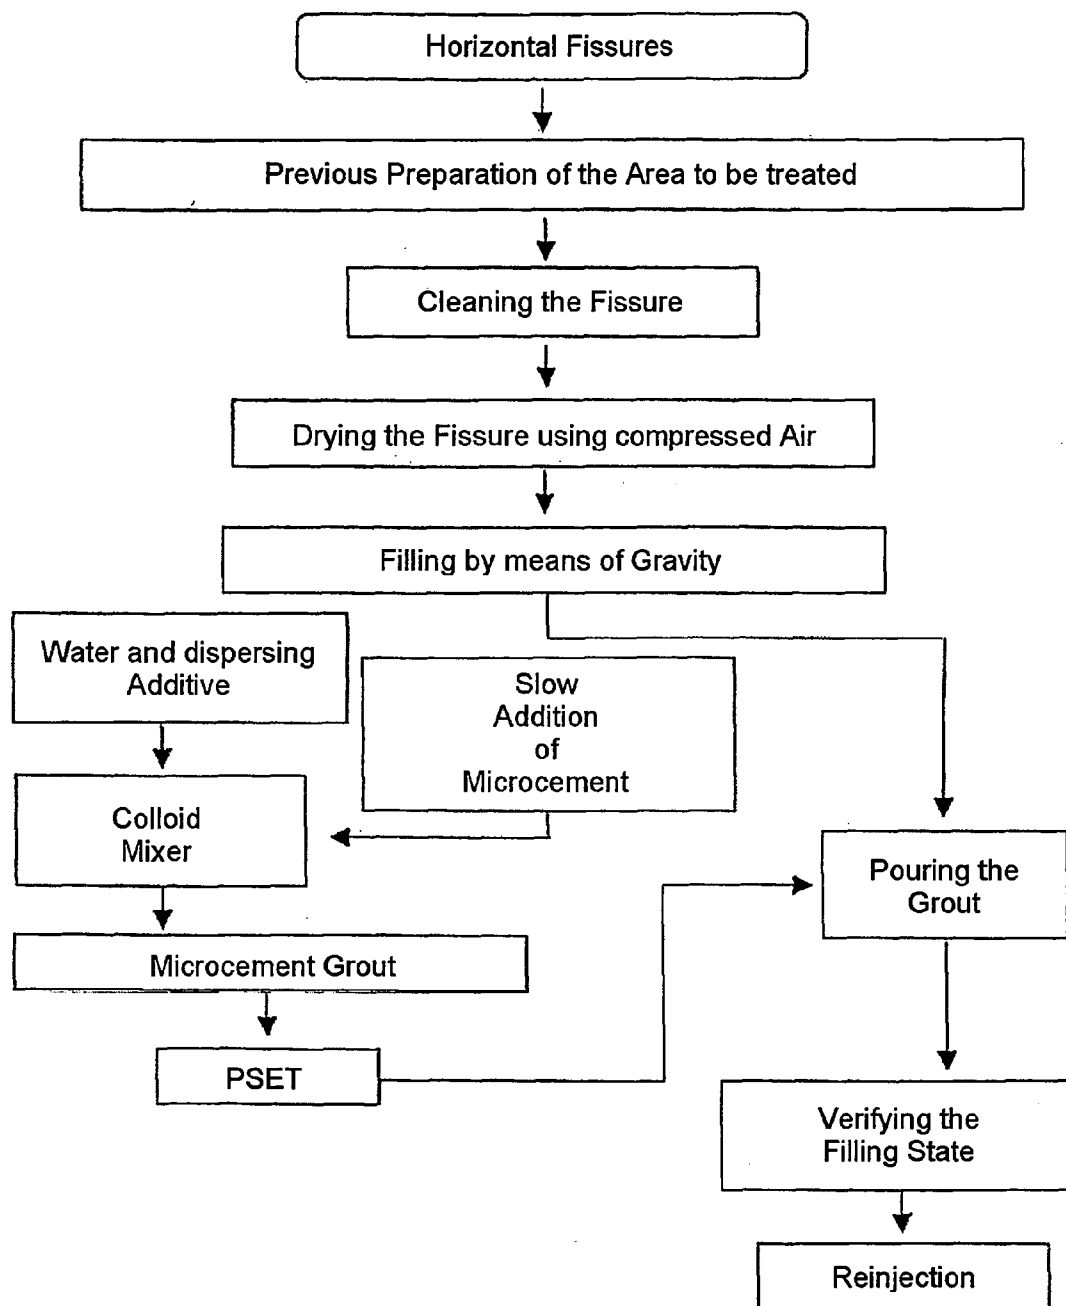 Horizontal Fissures
Previous Preparation of the Area to be treated
Cleaning the Fissure
Drying the Fissure using compressed Air
Filling by means of Gravity
Water and dispersing
Additive
Slow
Addition
of
Microcement
Colloid
Mixer
Pouring the
Grout
Microcement Grout
PSET
Verifying the
Filling State
Reinjection